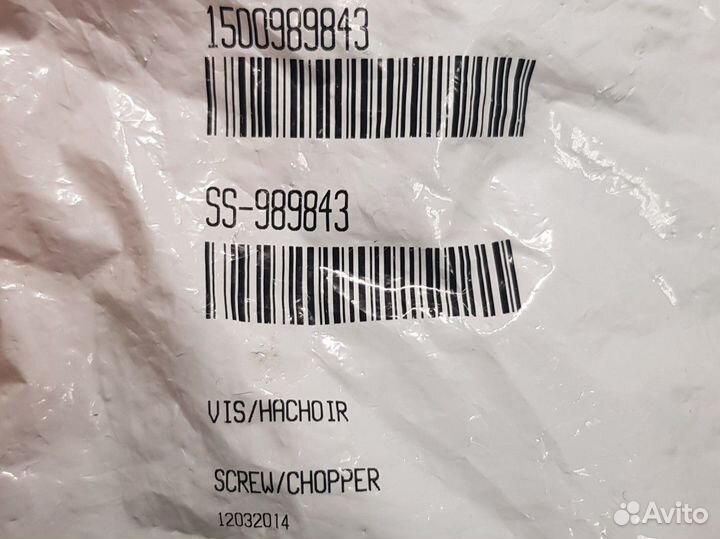 1500989843
SS-989843
VIS/HACHOIR
SCREW/CHOPPER
12032014
Avito